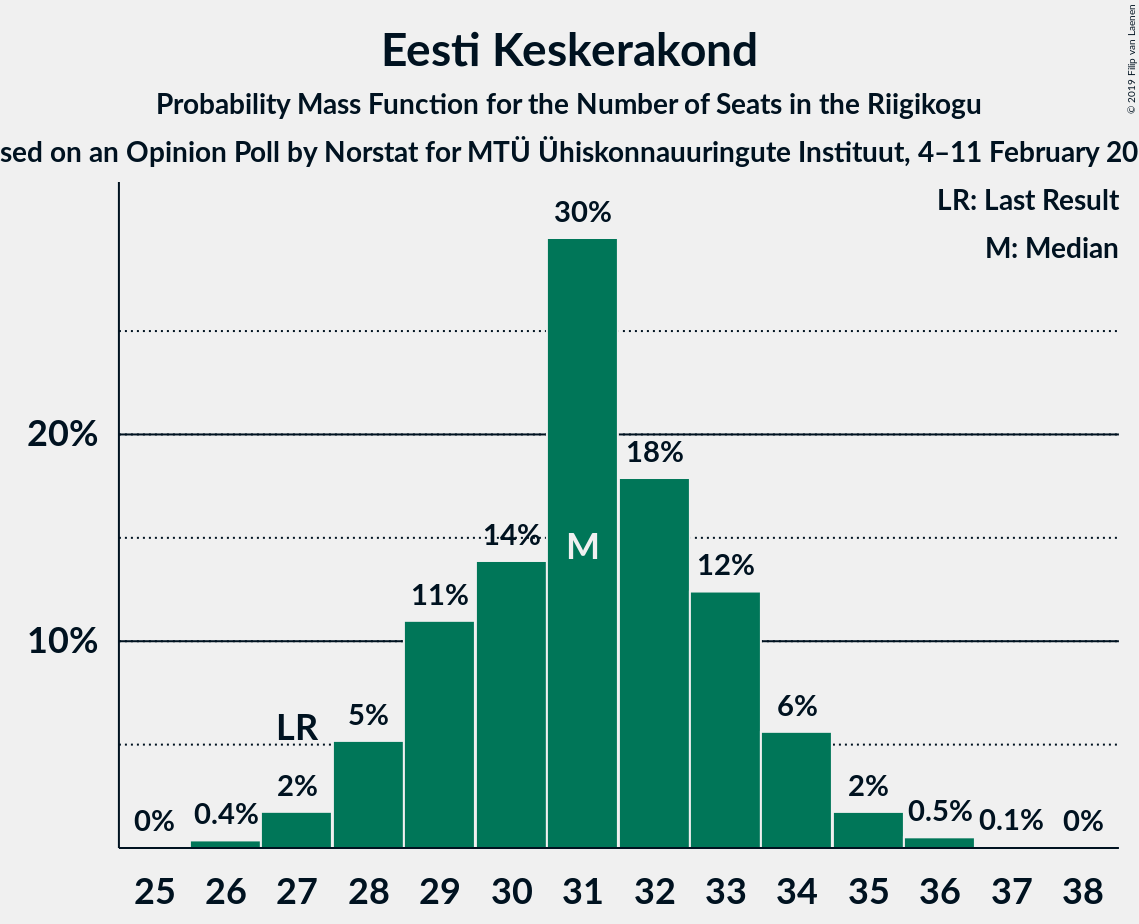 Eesti Keskerakond
Probability Mass Function for the Number of Seats in the Riigikogu
sed on an Opinion Poll by Norstat for MTÜ Ühiskonnauuringute Instituut, 4–11 February 20
© 2019 Filip van Laenen
LR: Last Result
M: Median
30%
20%
18%
14%
M
12%
11%
10%
6%
LR
5%
2%
2%
0%
0.4%
0.5%
0.1%
0%
25 26 27 28 29 30 31 32 33 34 35 36 37 38